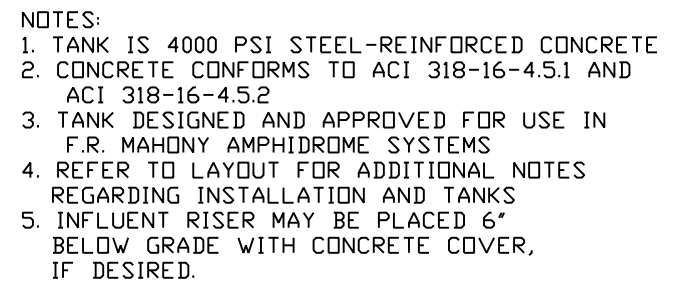 NOTES:
1. TANK IS 4000 PSI STEEL-REINFORCED CONCRETE
2. CONCRETE CONFORMS TO ACI 318-16-4.5.1 AND
ACI 318-16-4.5.2
3. TANK DESIGNED AND APPROVED FOR USE IN
F.R. MAHONY AMPHIDROME SYSTEMS
4. REFER TO LAYOUT FOR ADDITIONAL NOTES
REGARDING INSTALLATION AND TANKS
5. INFLUENT RISER MAY BE PLACED 6"
BELOW GRADE WITH CONCRETE COVER,
IF DESIRED.